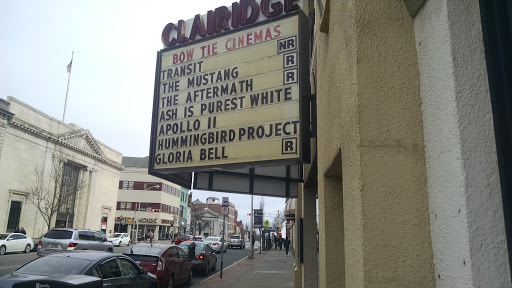 CLAIRIDGE
BOW TIE CINEMAS
TRANSIT NR
THE MUSTANG R
THE AFTERMATH R
ASH IS PUREST WHITE
APOLLO II
HUMMINGBIRD PROJECT R
GLORIA BELL R